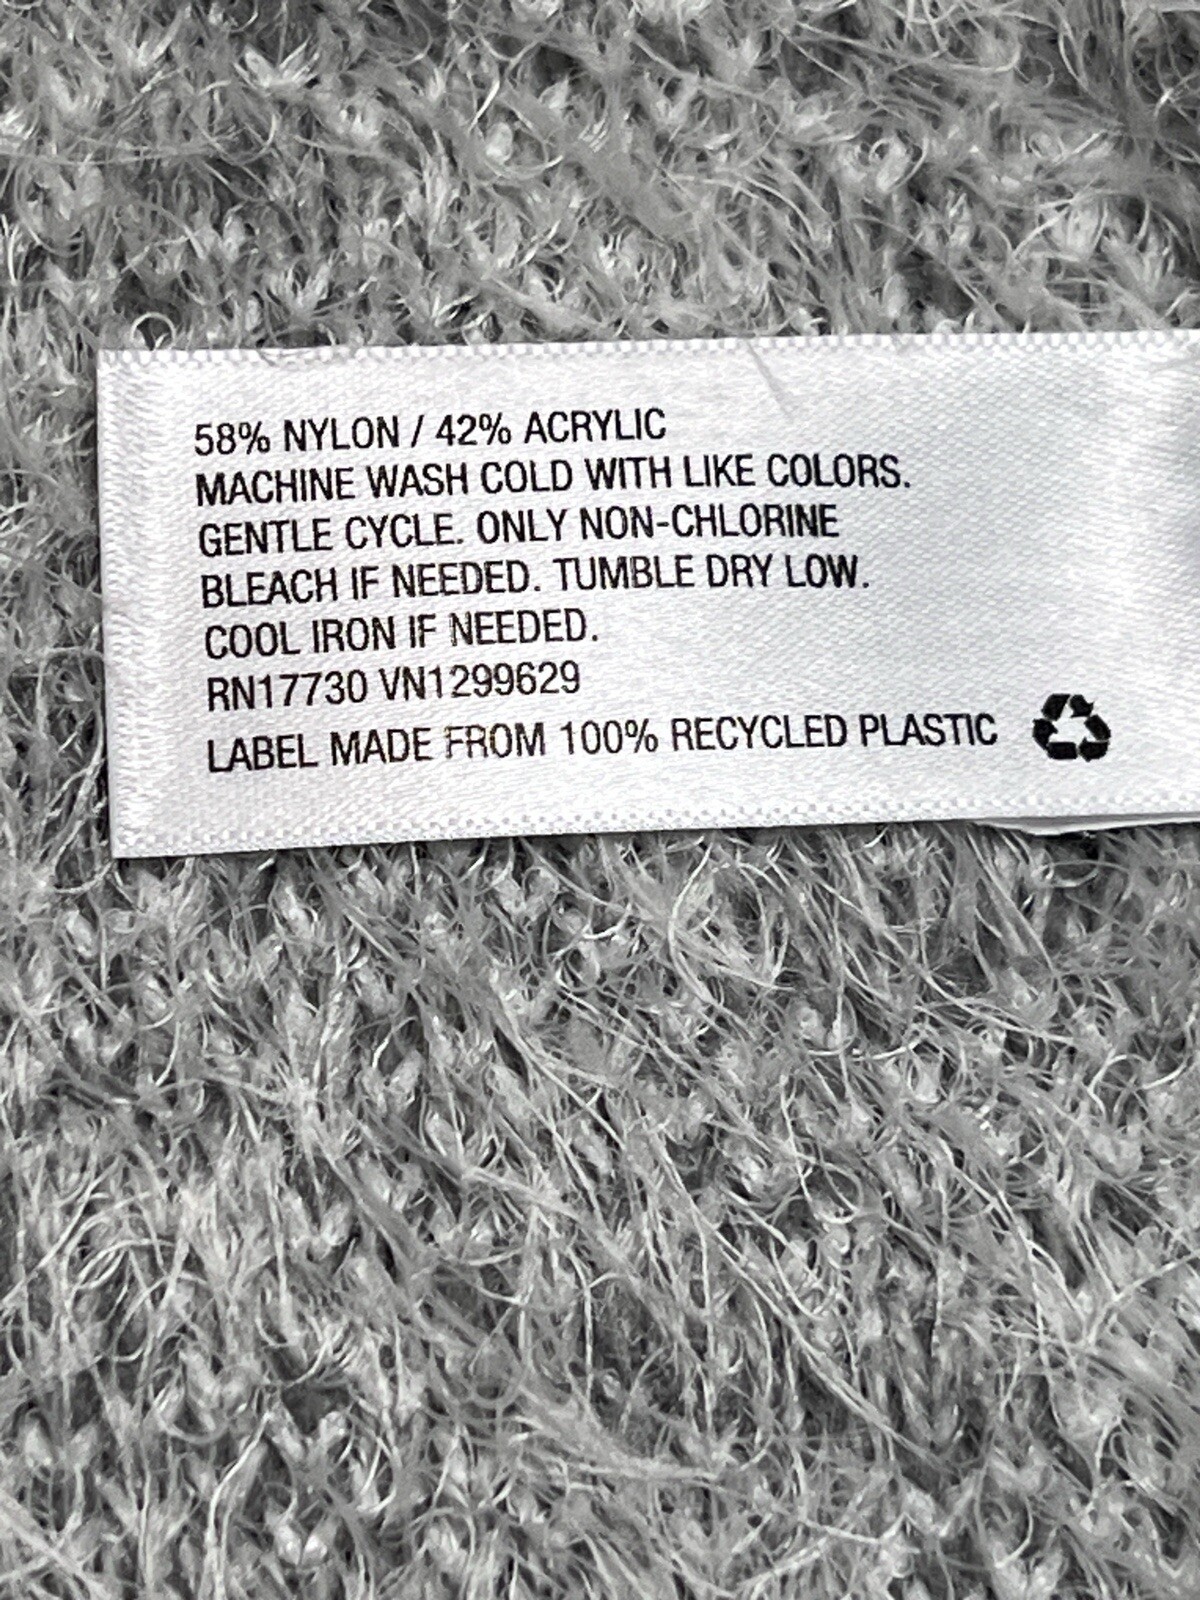 58% NYLON / 42% ACRYLIC
MACHINE WASH COLD WITH LIKE COLORS.
GENTLE CYCLE. ONLY NON-CHLORINE
BLEACH IF NEEDED. TUMBLE DRY LOW.
COOL IRON IF NEEDED.
RN17730 VN1299629
LABEL MADE FROM 100% RECYCLED PLASTIC